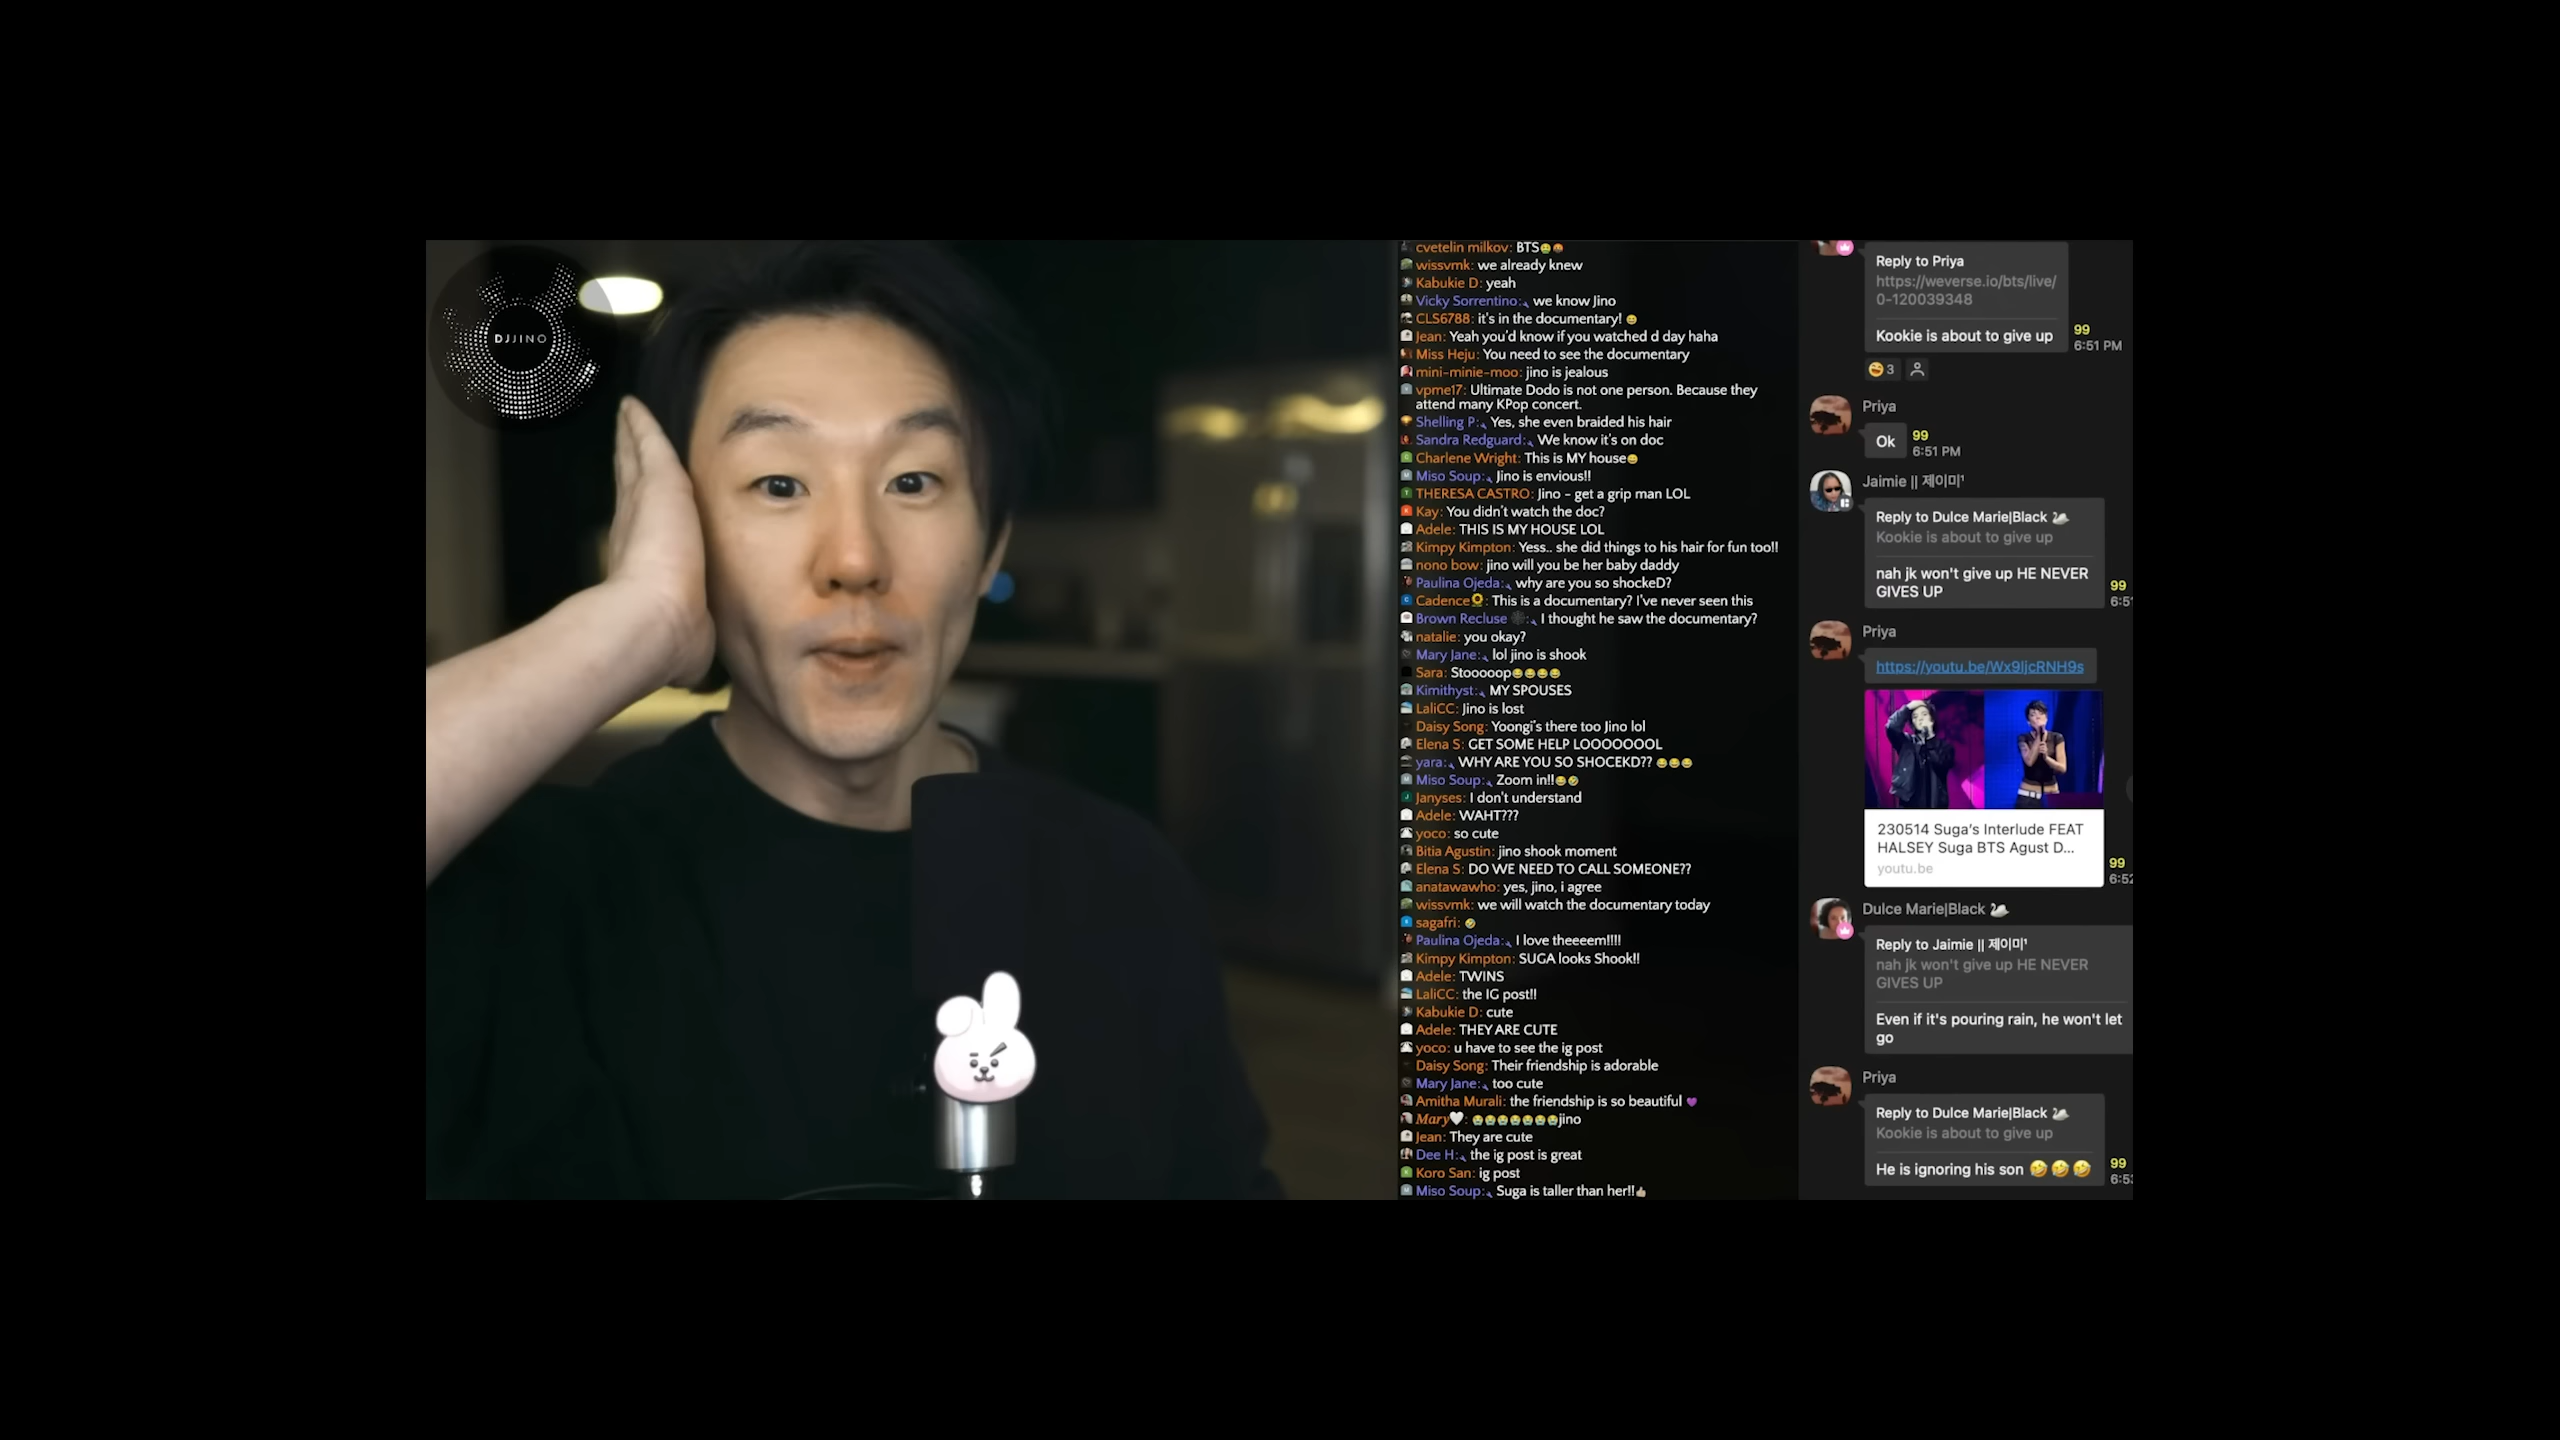 DJJINO
cvetelin milkov: BTS🤢🤬
wissvmk: we already knew
Kabukie D: yeah
Vicky Sorrentino: we know Jino
CLS6788: it's in the documentary! 😄
Jean: Yeah you'd know if you watched d day haha
Miss Heju: You need to see the documentary
mini-minie-moo: jino is jealous
vpme17: Ultimate Dodo is not one person. Because they
attend many KPop concert.
Shelling P: Yes, she even braided his hair
Sandra Redguard: We know it's on doc
Charlene Wright: This is MY house😄
Miso Soup: Jino is envious!!
THERESA CASTRO: Jino - get a grip man LOL
Kay: You didn't watch the doc?
Adele: THIS IS MY HOUSE LOL
Kimpy Kimpton: Yess.. she did things to his hair for fun too!!
nono bow: jino will you be her baby daddy
Paulina Ojeda: why are you so shockeD?
Cadence🌻: This is a documentary? I've never seen this
Brown Recluse 🕷: I thought he saw the documentary?
natalie: you okay?
Mary Jane: lol jino is shook
Sara: Stooooop😂😂😂😂
Kimithyst: MY SPOUSES
LaliCC: Jino is lost
Daisy Song: Yoongi's there too Jino lol
Elena S: GET SOME HELP LOOOOOOOL
yara: WHY ARE YOU SO SHOCEKD?? 😂😂😂
Miso Soup: Zoom in!!😂🤣
Janyses: I don't understand
Adele: WAHT???
yoco: so cute
Bitia Agustin: jino shook moment
Elena S: DO WE NEED TO CALL SOMEONE??
anatawawho: yes, jino, i agree
wissvmk: we will watch the documentary today
sagafri: 🤣
Paulina Ojeda: I love theeeem!!!!
Kimpy Kimpton: SUGA looks Shook!!
Adele: TWINS
LaliCC: the IG post!!
Kabukie D: cute
Adele: THEY ARE CUTE
yoco: u have to see the ig post
Daisy Song: Their friendship is adorable
Mary Jane: too cute
Amitha Murali: the friendship is so beautiful 💜
Mary🤍: 😭😭😭😭😭😭😭jino
Jean: They are cute
Dee H: the ig post is great
Koro San: ig post
Miso Soup: Suga is taller than her!!👍🏼
Reply to Priya
https://weverse.io/bts/live/
0-120039348
Kookie is about to give up
99
6:51 PM
😆 3
Priya
Ok
99
6:51 PM
Jaimie || 제이미¹
Reply to Dulce Marie|Black 🦢
Kookie is about to give up
nah jk won't give up HE NEVER
GIVES UP
99
6:51
Priya
https://youtu.be/Wx9ljcRNH9s
230514 Suga's Interlude FEAT
HALSEY Suga BTS Agust D...
youtu.be
99
6:52
Dulce Marie|Black 🦢
Reply to Jaimie || 제이미¹
nah jk won't give up HE NEVER
GIVES UP
Even if it's pouring rain, he won't let
go
Priya
Reply to Dulce Marie|Black 🦢
Kookie is about to give up
He is ignoring his son 🤣🤣🤣
99
6:53